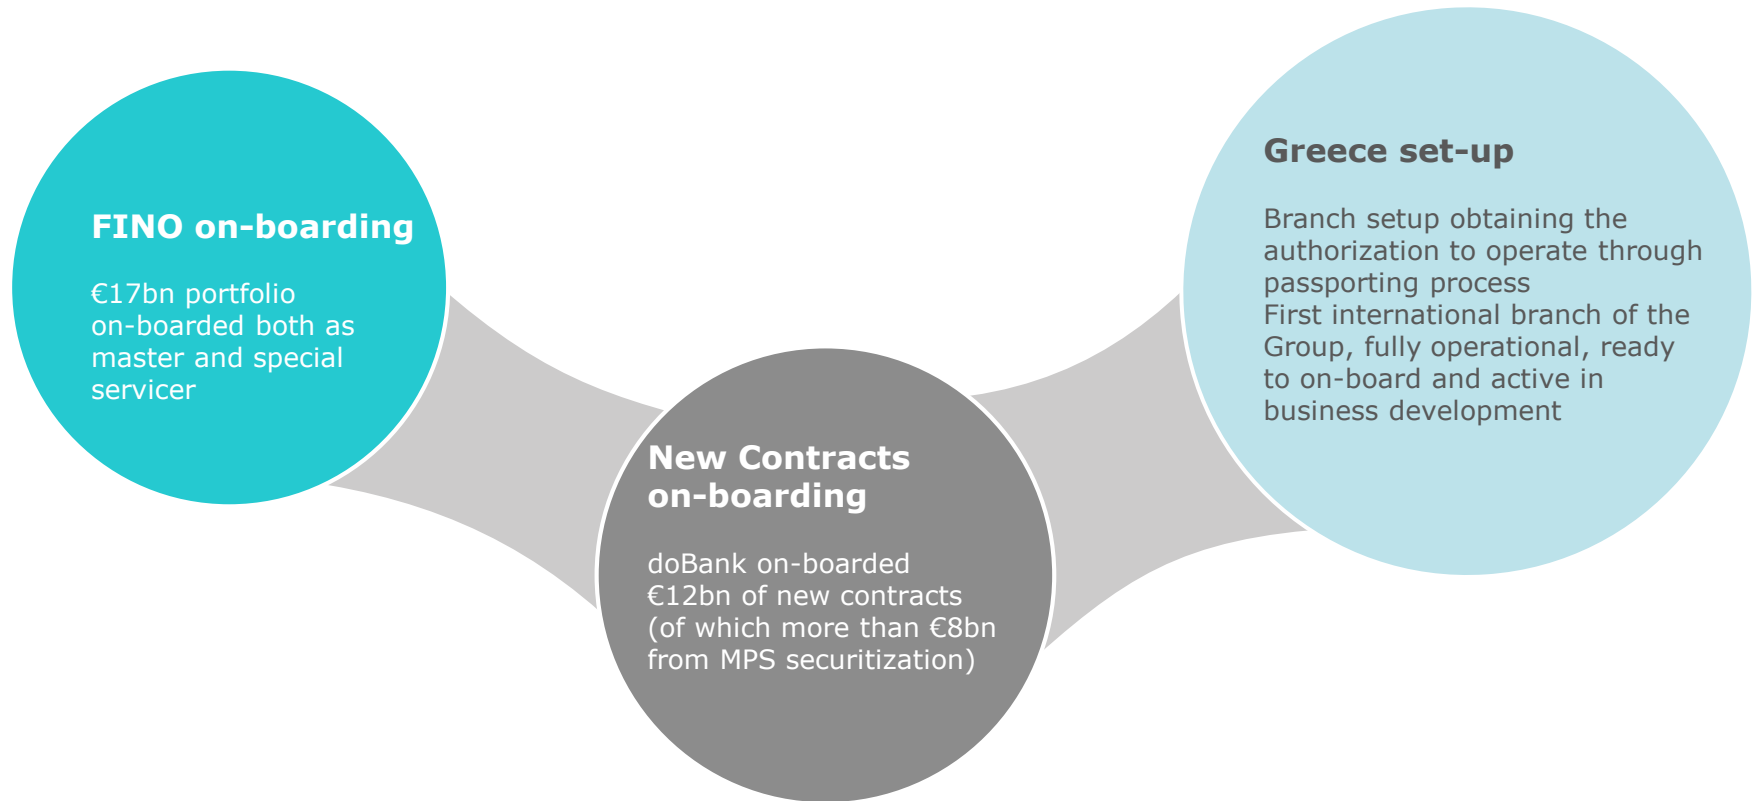 FINO on-boarding
€17bn portfolio
on-boarded both as
master and special
servicer
New Contracts
on-boarding
doBank on-boarded
€12bn of new contracts
(of which more than €8bn
from MPS securitization)
Greece set-up
Branch setup obtaining the
authorization to operate through
passporting process
First international branch of the
Group, fully operational, ready
to on-board and active in
business development